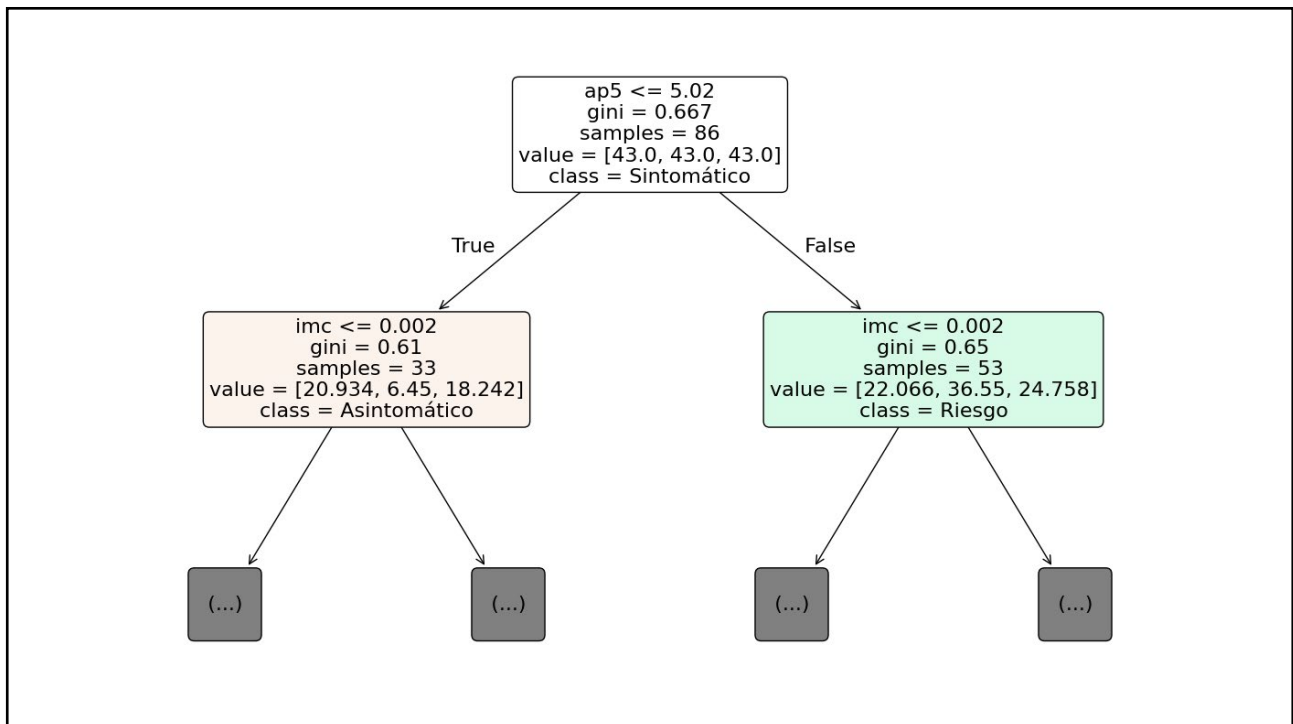 ap5 <= 5.02
gini = 0.667
samples = 86
value = [43.0, 43.0, 43.0]
class = Sintomático
True
False
imc <= 0.002
gini = 0.61
samples = 33
value = [20.934, 6.45, 18.242]
class = Asintomático
imc <= 0.002
gini = 0.65
samples = 53
value = [22.066, 36.55, 24.758]
class = Riesgo
(...)
(...)
(...)
(...)